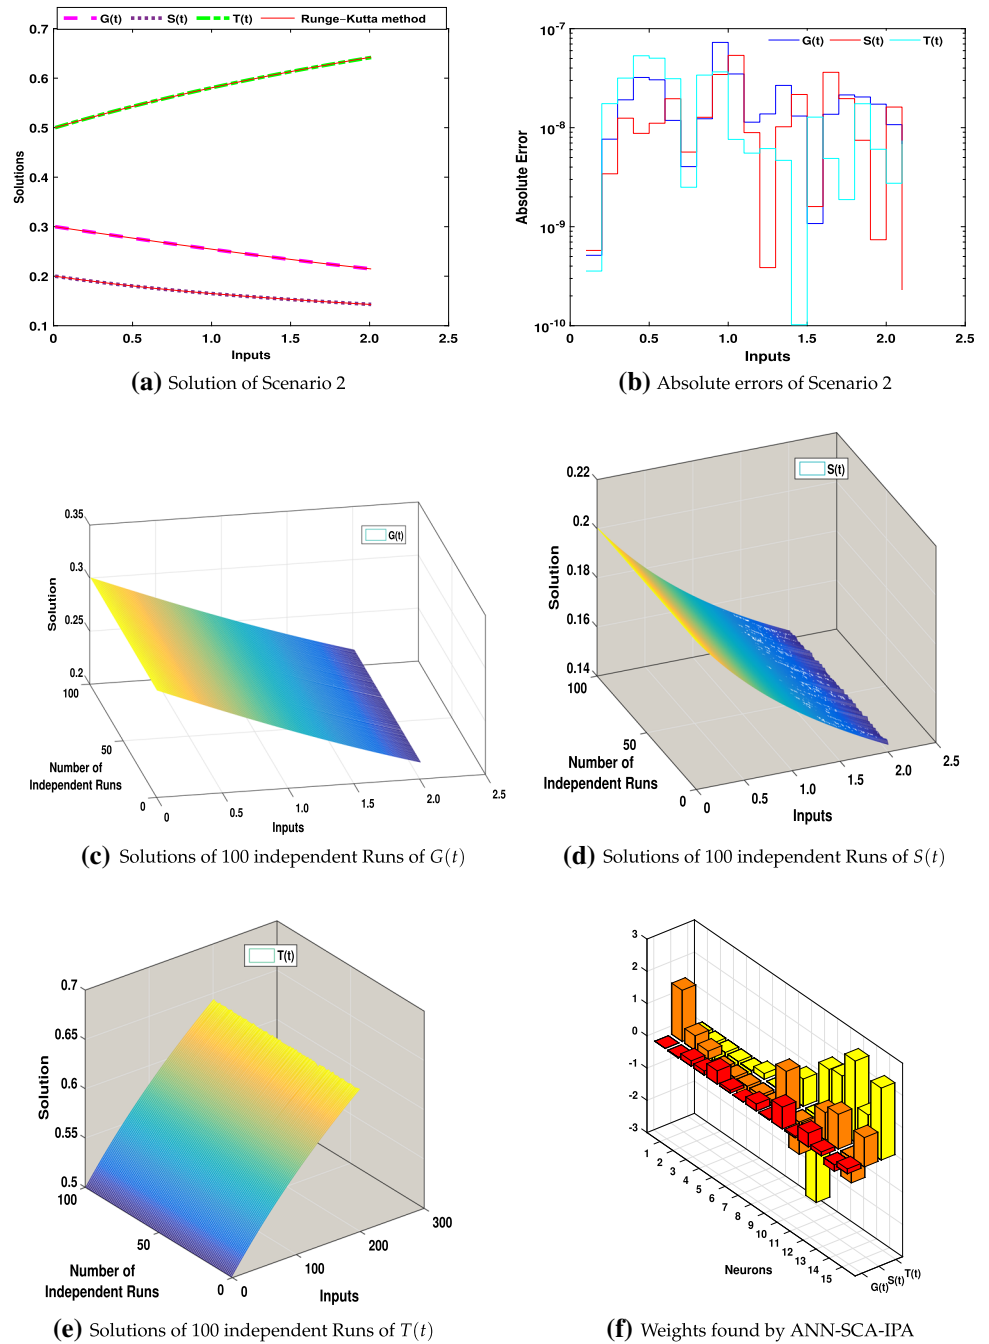 G(t) S(t) T(t) Runge-Kutta method
0.7
0.6
0.5
0.4
0.3
0.2
0.1
Solutions
0 0.5 1.0 1.5 2.0 2.5
Inputs
(a) Solution of Scenario 2
G(t) S(t) T(t)
10-7
10-8
10-9
10-10
Absolute Error
0 0.5 1.0 1.5 2.0 2.5
Inputs
(b) Absolute errors of Scenario 2
G(t)
0.35
0.3
0.25
0.2
Solution
100
50
0
Number of
Independent Runs
0 0.5 1.0 1.5 2.0 2.5
Inputs
(c) Solutions of 100 independent Runs of G(t)
S(t)
0.22
0.2
0.18
0.16
0.14
Solution
100
50
0
Number of
Independent Runs
0 0.5 1.0 1.5 2.0 2.5
Inputs
(d) Solutions of 100 independent Runs of S(t)
T(t)
0.7
0.65
0.6
0.55
0.5
Solution
100
50
0
Number of
Independent Runs
0 100 200 300
Inputs
(e) Solutions of 100 independent Runs of T(t)
3
2
1
0
-1
-2
-3
1 2 3 4 5 6 7 8 9 10 11 12 13 14 15
Neurons
G(t) S(t) T(t)
(f) Weights found by ANN-SCA-IPA